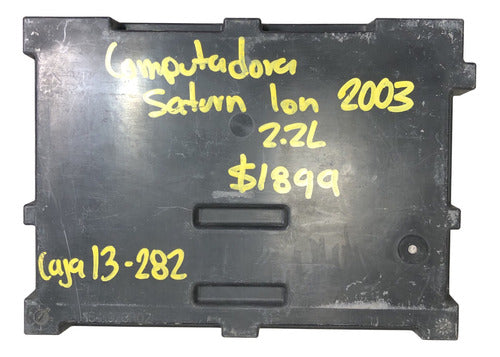 Computadora
Saturn Ion 2003
2.2L
$1899
Caja 13-282